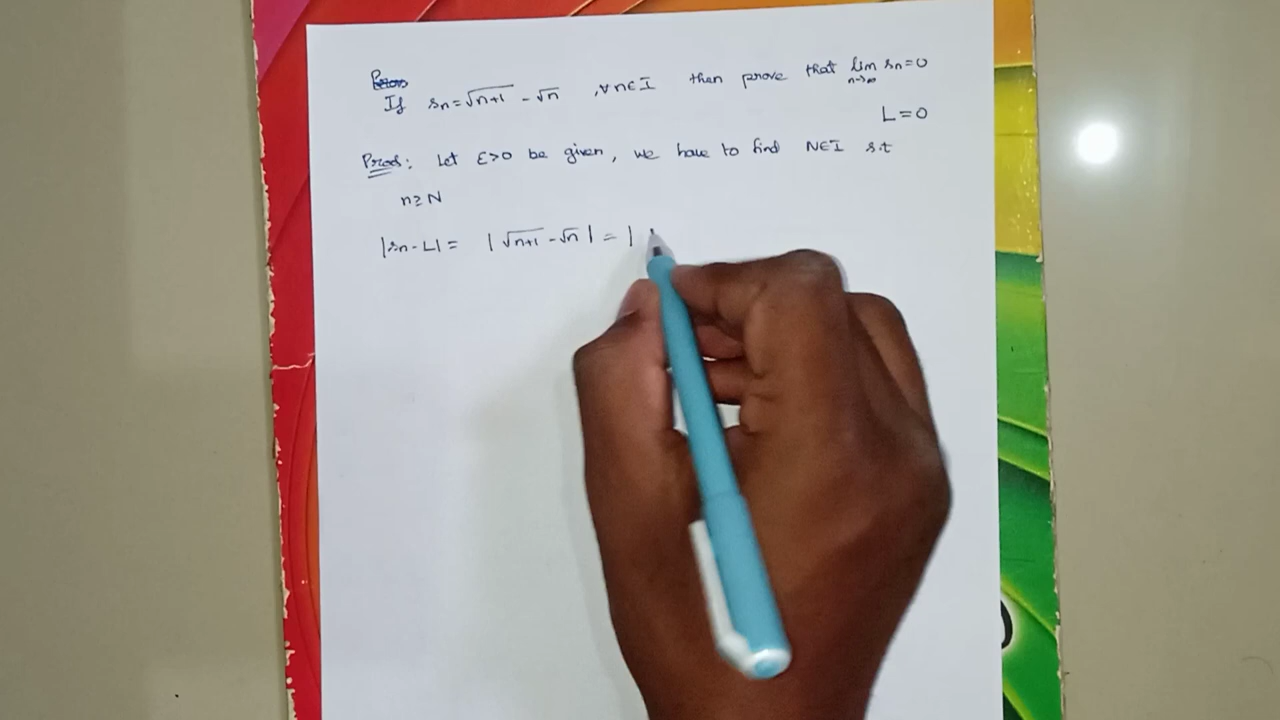 If sn = √n+1 - √n , ∀ n∈I then prove that lim n→∞ sn = 0
L = 0
Proof: Let ε>0 be given, we have to find N∈I s.t
n ≥ N
|sn - L| = | √n+1 - √n | = |